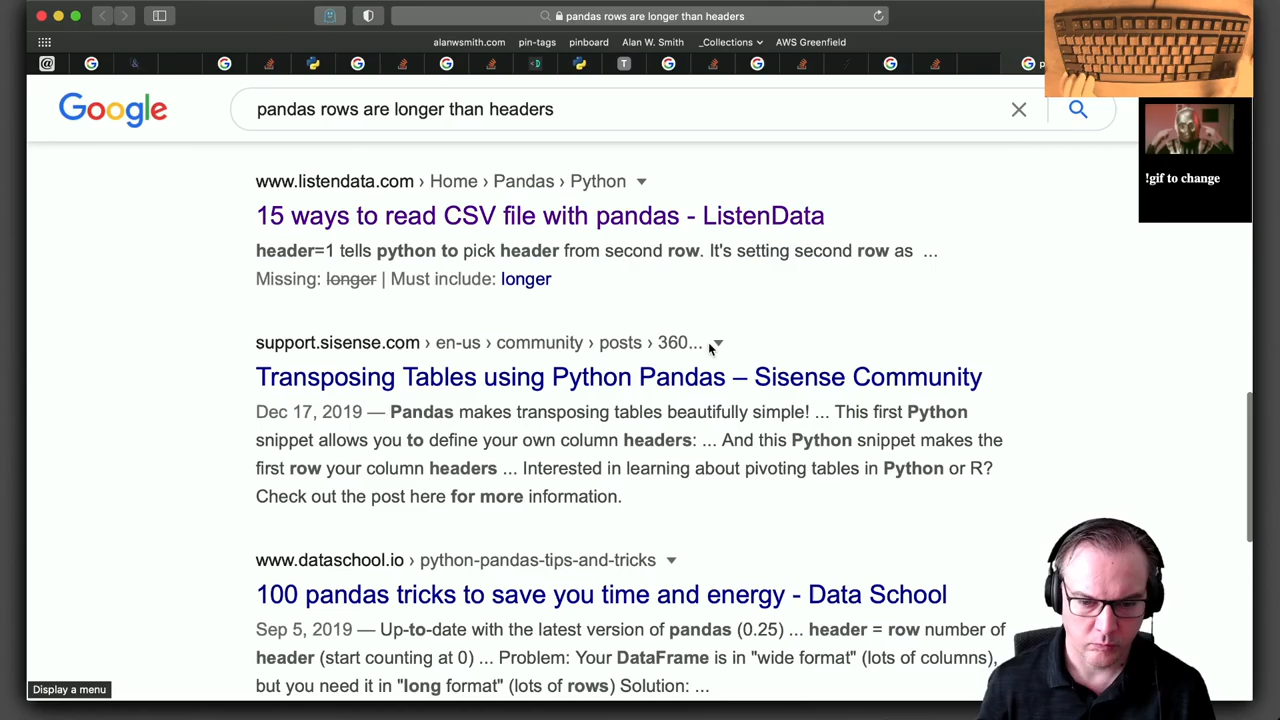 pandas rows are longer than headers
alanwsmith.com pin-tags pinboard Alan W. Smith _Collections AWS Greenfield
Google pandas rows are longer than headers
!gif to change
www.listendata.com › Home › Pandas › Python
15 ways to read CSV file with pandas - ListenData
header=1 tells python to pick header from second row. It's setting second row as ...
Missing: longer | Must include: longer
support.sisense.com › en-us › community › posts › 360...
Transposing Tables using Python Pandas – Sisense Community
Dec 17, 2019 — Pandas makes transposing tables beautifully simple! ... This first Python
snippet allows you to define your own column headers: ... And this Python snippet makes the
first row your column headers ... Interested in learning about pivoting tables in Python or R?
Check out the post here for more information.
www.dataschool.io › python-pandas-tips-and-tricks
100 pandas tricks to save you time and energy - Data School
Sep 5, 2019 — Up-to-date with the latest version of pandas (0.25) ... header = row number of
header (start counting at 0) ... Problem: Your DataFrame is in "wide format" (lots of columns),
but you need it in "long format" (lots of rows) Solution: ...
Display a menu